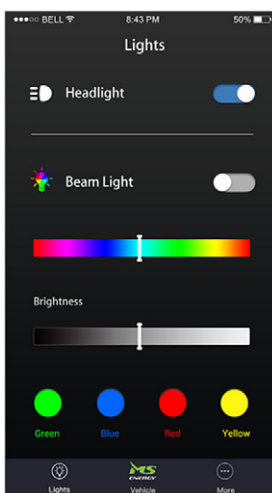 ●●●○○ BELL 8:43 PM 50%
Lights
Headlight
Beam Light
Brightness
Green Blue Red Yellow
MS
ENERGY
Lights Vehicle More